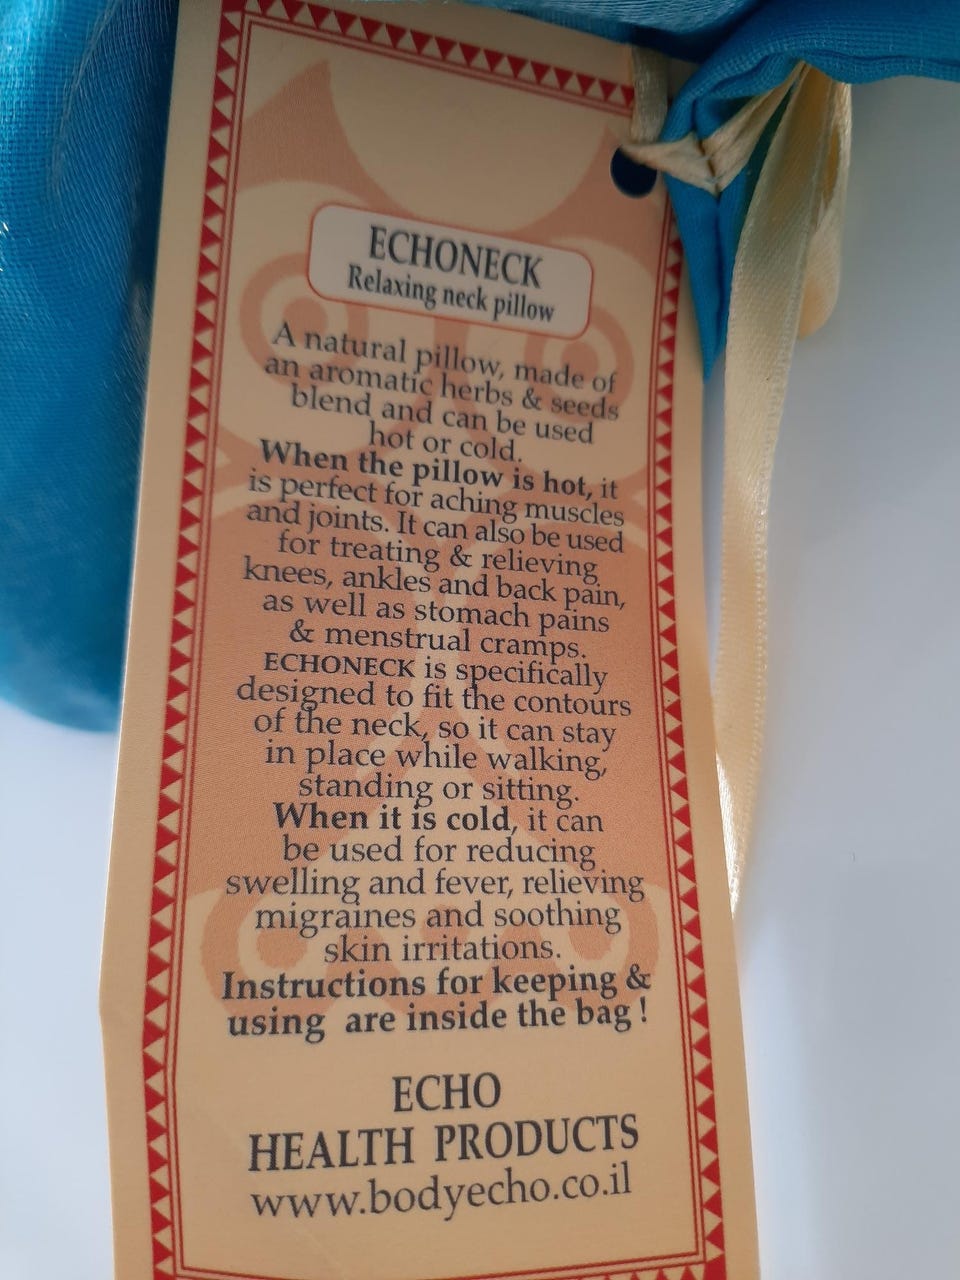 ECHONECK
Relaxing neck pillow
A natural pillow, made of
an aromatic herbs & seeds
blend and can be used
hot or cold.
When the pillow is hot, it
is perfect for aching muscles
and joints. It can also be used
for treating & relieving
knees, ankles and back pain,
as well as stomach pains
& menstrual cramps.
ECHONECK is specifically
designed to fit the contours
of the neck, so it can stay
in place while walking,
standing or sitting.
When it is cold, it can
be used for reducing
swelling and fever, relieving
migraines and soothing
skin irritations.
Instructions for keeping &
using are inside the bag !
ECHO
HEALTH PRODUCTS
www.bodyecho.co.il